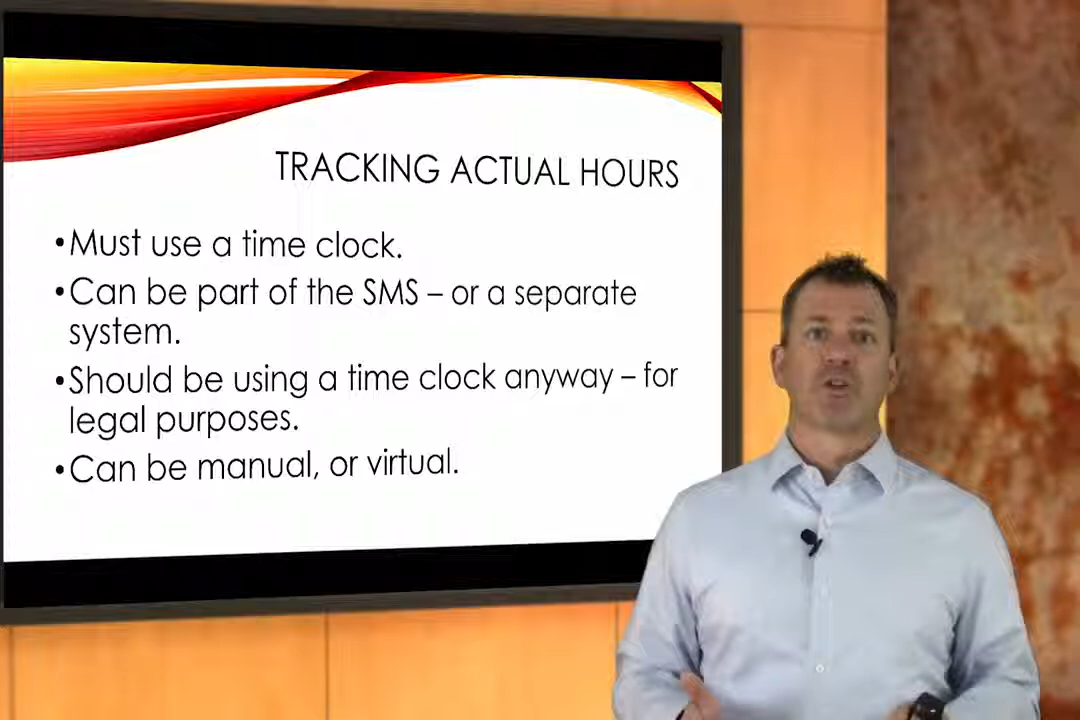 TRACKING ACTUAL HOURS
•Must use a time clock.
•Can be part of the SMS – or a separate
system.
•Should be using a time clock anyway – for
legal purposes.
•Can be manual, or virtual.